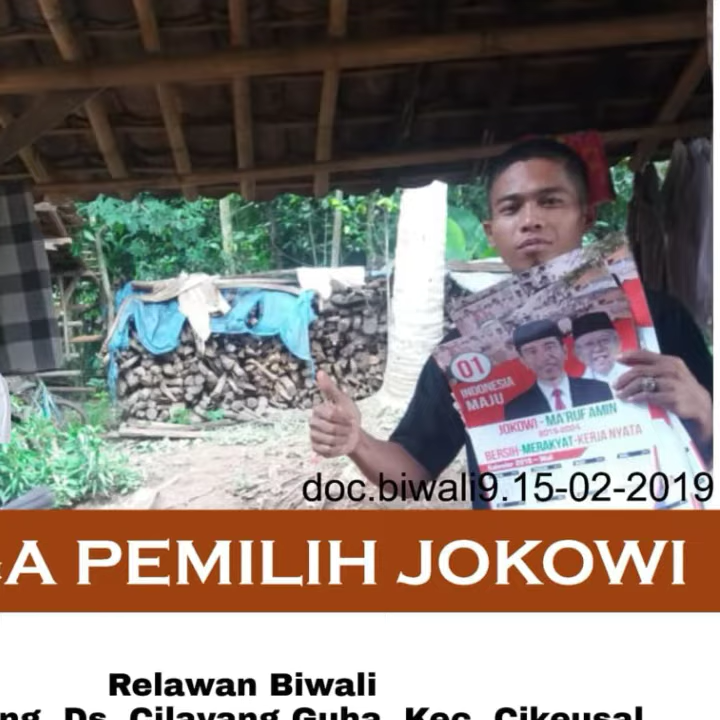 01
INDONESIA
MAJU
JOKOWI - MA'RUF AMIN
2019-2024
BERSIH-MERAKYAT-KERJA NYATA
doc.biwali9.15-02-2019
A PEMILIH JOKOWI
Relawan Biwali
ng, Ds. Cilayang Guha, Kec. Cikeusal